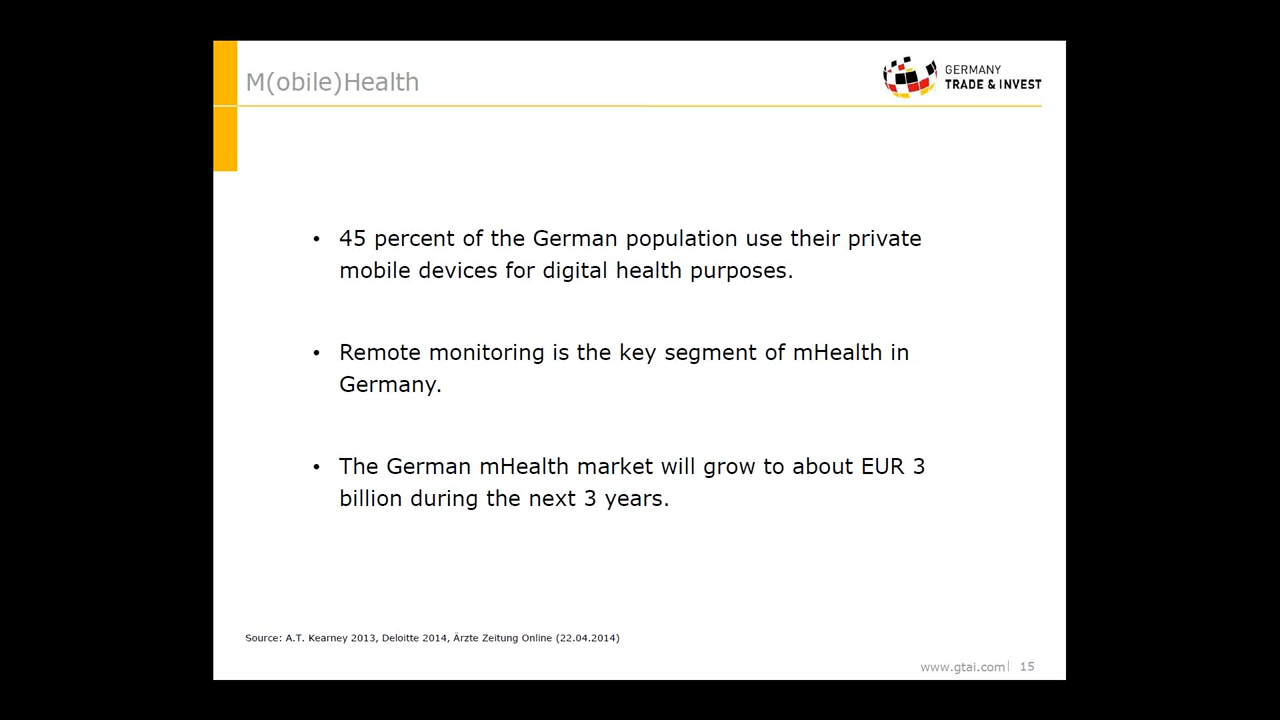 M(obile)Health
GERMANY
TRADE & INVEST
• 45 percent of the German population use their private
mobile devices for digital health purposes.
• Remote monitoring is the key segment of mHealth in
Germany.
• The German mHealth market will grow to about EUR 3
billion during the next 3 years.
Source: A.T. Kearney 2013, Deloitte 2014, Ärzte Zeitung Online (22.04.2014)
www.gtai.com| 15